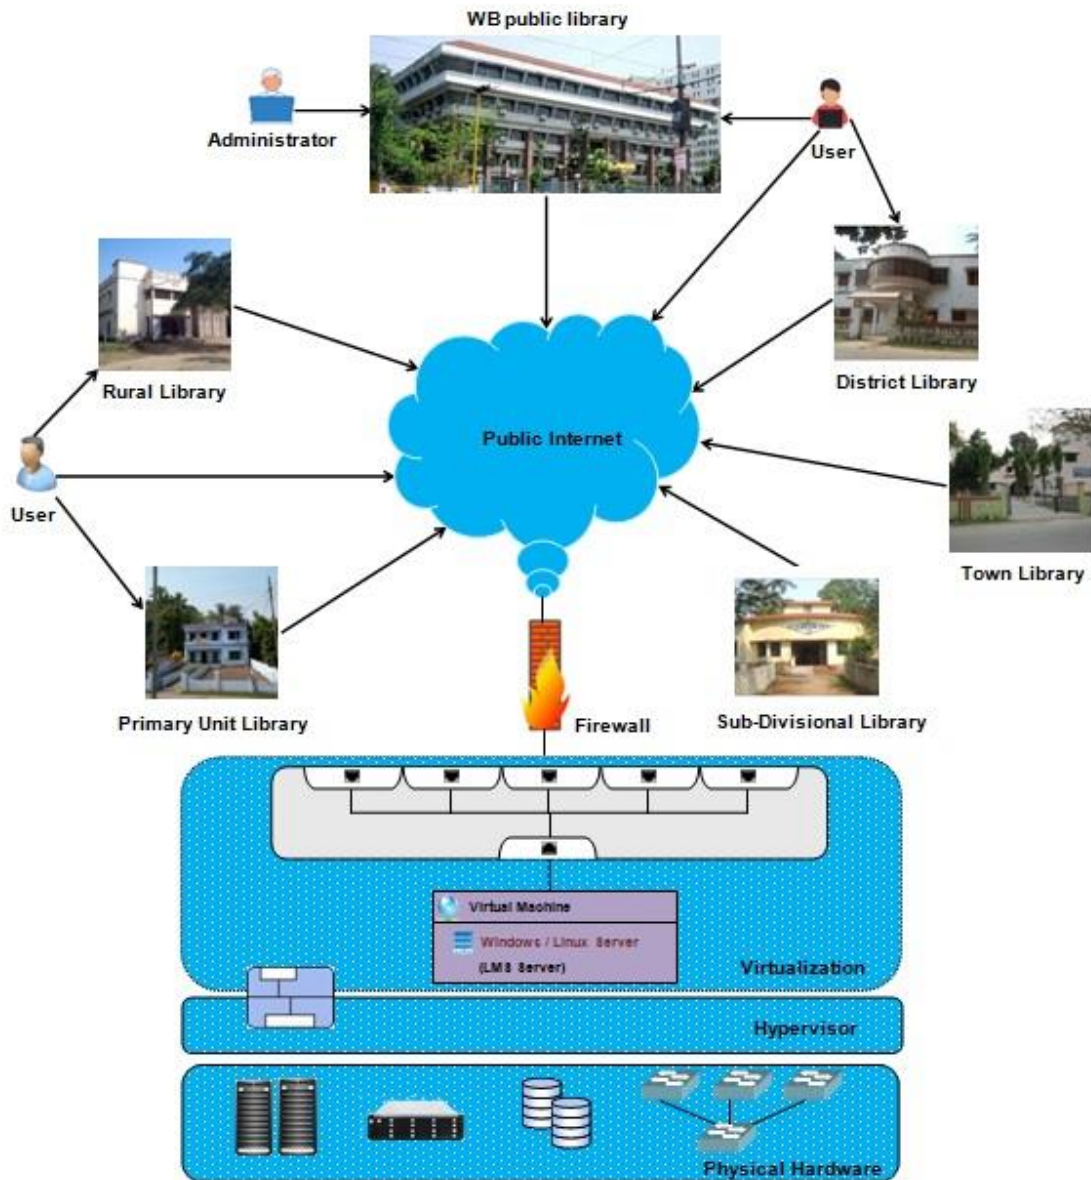 WB public library
Administrator
User
Rural Library
District Library
Public Internet
User
Town Library
Primary Unit Library
Firewall
Sub-Divisional Library
Virtual Machine
Windows / Linux Server
(LMS Server)
Virtualization
Hypervisor
Physical Hardware